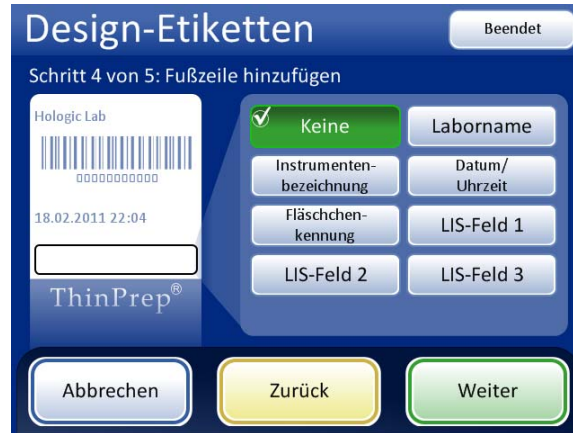 Design-Etiketten
Beendet
Schritt 4 von 5: Fußzeile hinzufügen
Hologic Lab
00000000000
18.02.2011 22:04
ThinPrep®
Keine
Laborname
Instrumenten-
bezeichnung
Datum/
Uhrzeit
Fläschchen-
kennung
LIS-Feld 1
LIS-Feld 2
LIS-Feld 3
Abbrechen
Zurück
Weiter